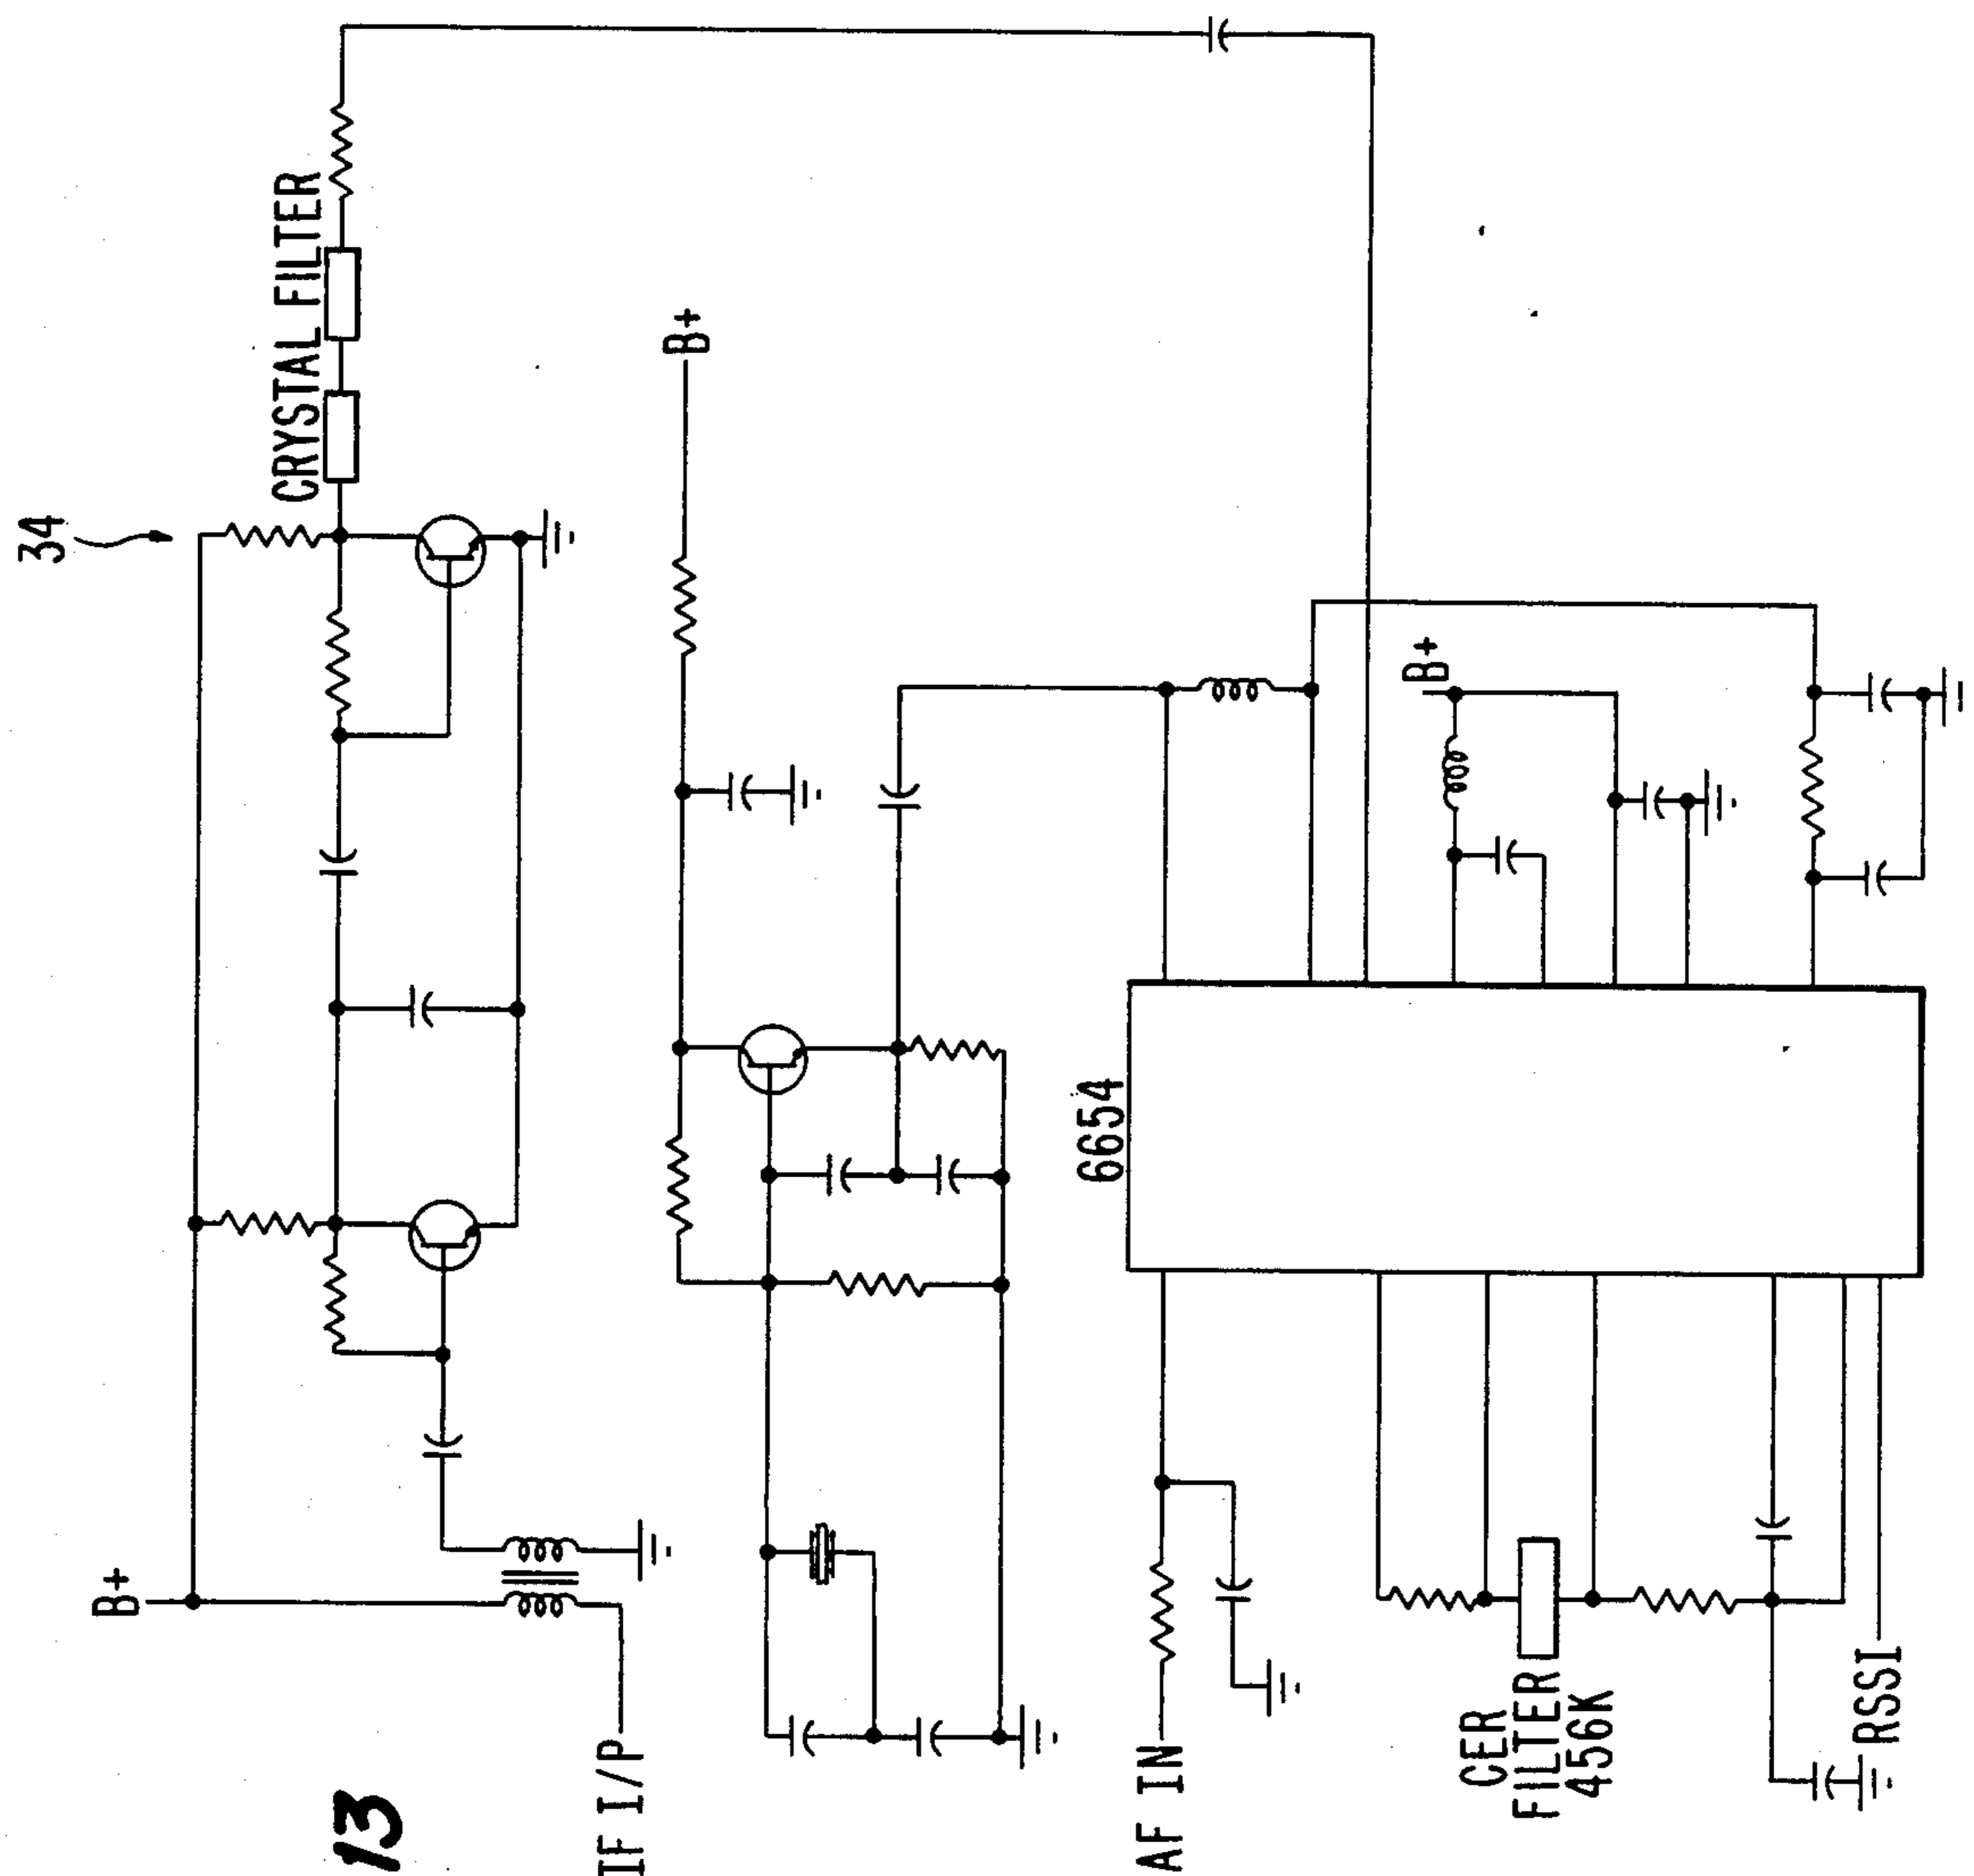 34
CRYSTAL FILTER
B+
B+
B+
6654
13
IF I/P
AF IN
CER
FILTER
456K
RSSI